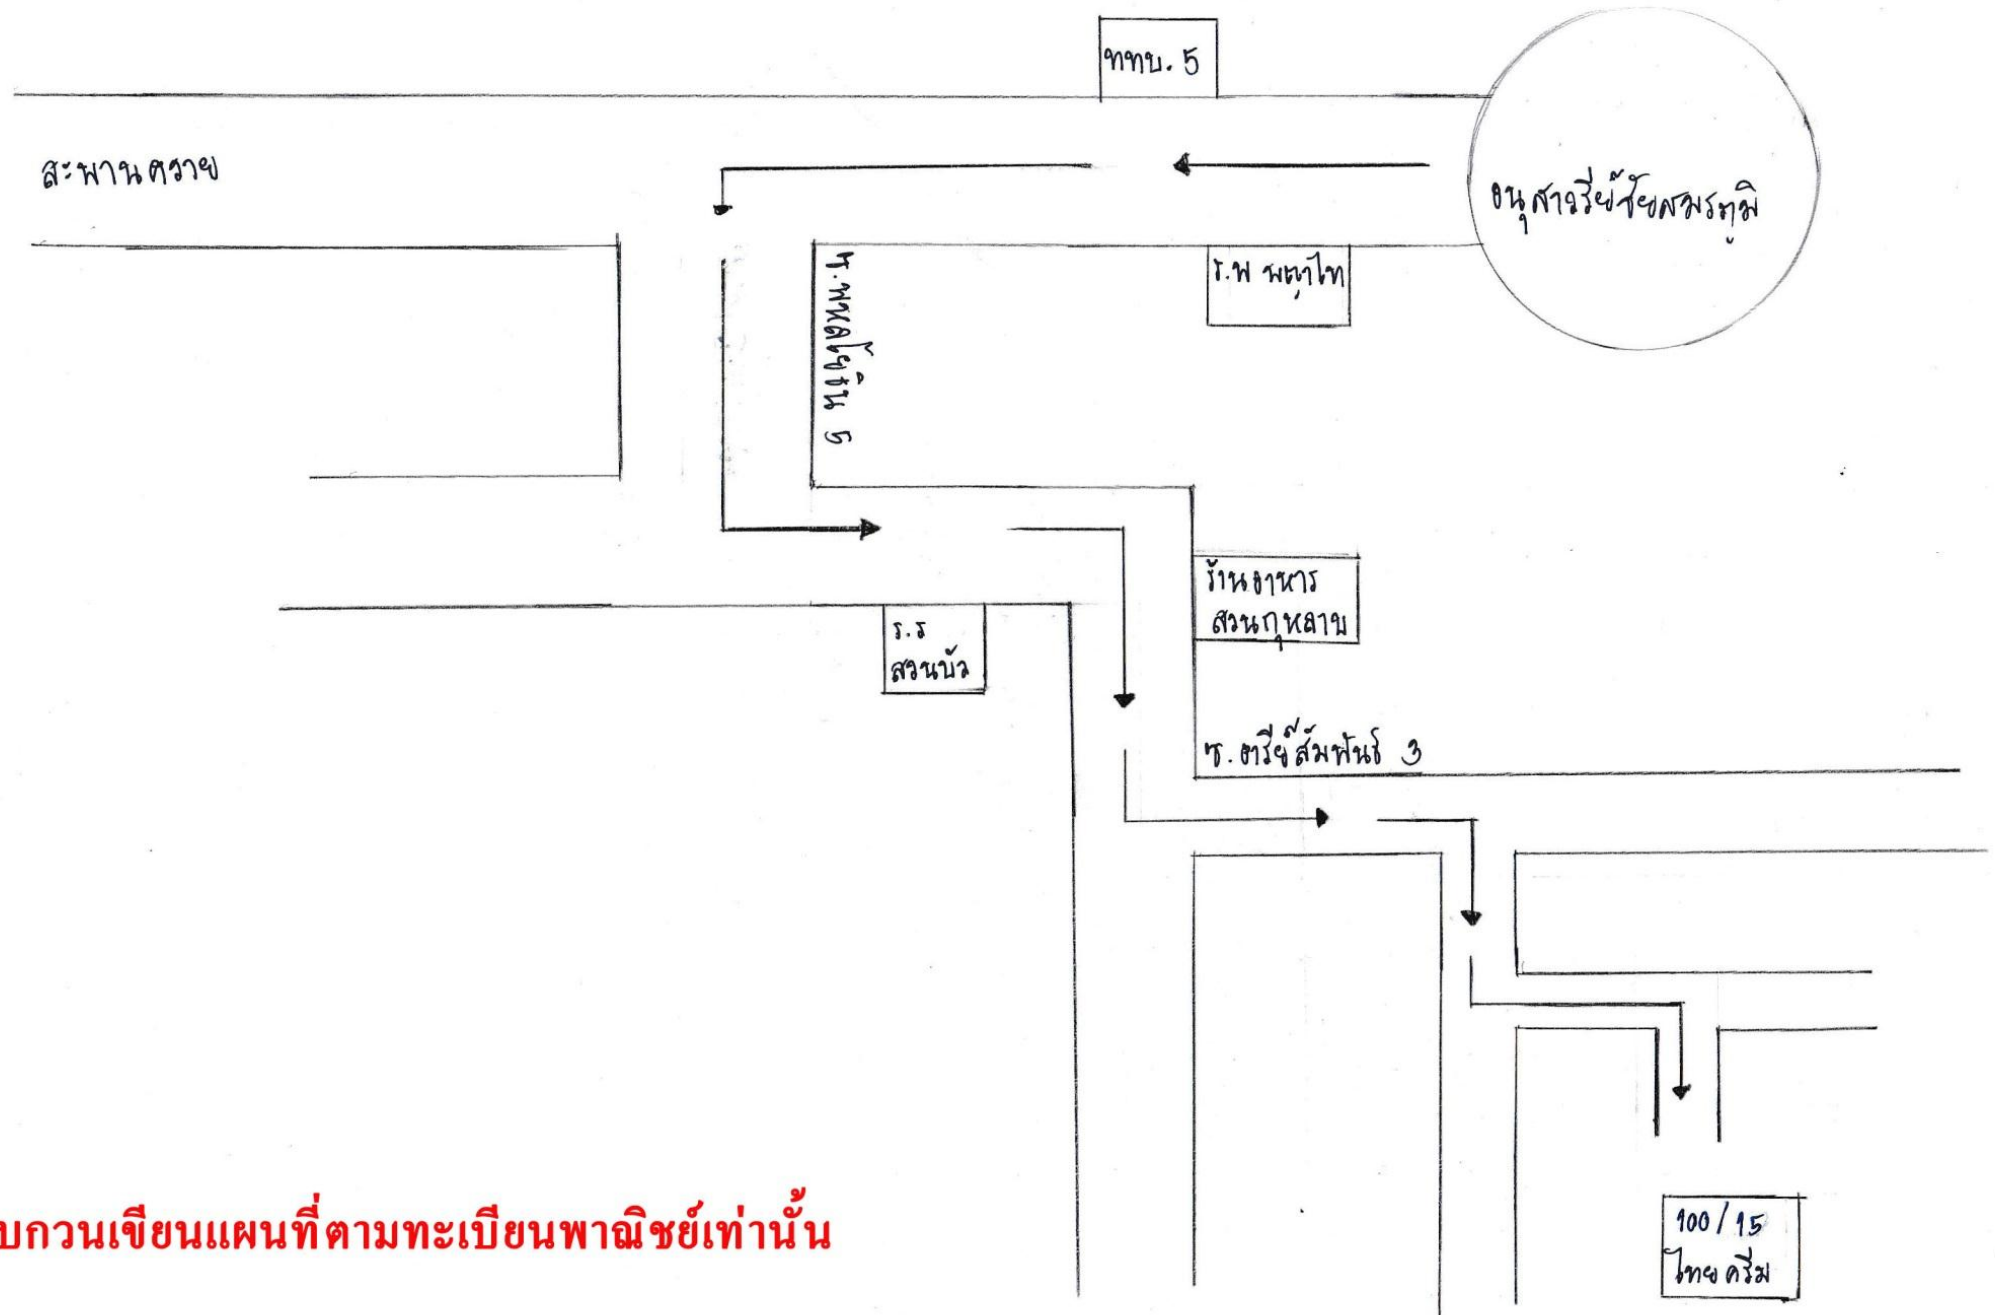 ททบ. 5
สะพานควาย
อนุสาวรีย์ชัยสมรภูมิ
ร.พ พญาไท
ซ.พหลโยธิน 5
ร้านอาหาร
สวนกุหลาบ
ร.ร
สวนบัว
ซ.อารีย์สัมพันธ์ 3
บกวนเขียนแผนที่ตามทะเบียนพาณิชย์เท่านั้น
100/15
ไทยครีม